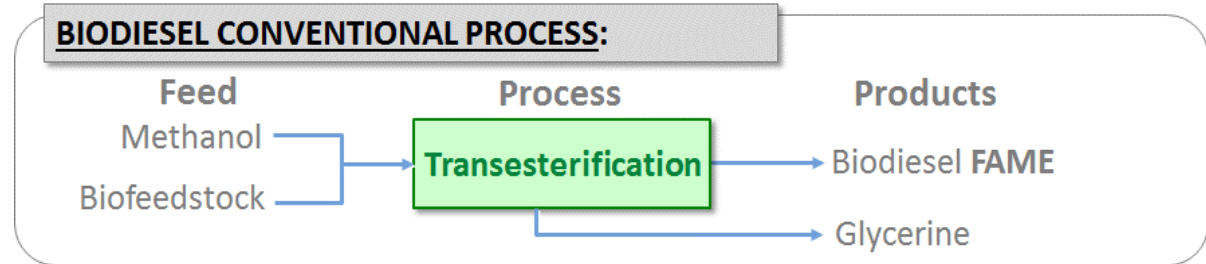 BIODIESEL CONVENTIONAL PROCESS:
Feed
Process
Products
Methanol
Biofeedstock
Transesterification
Biodiesel FAME
Glycerine